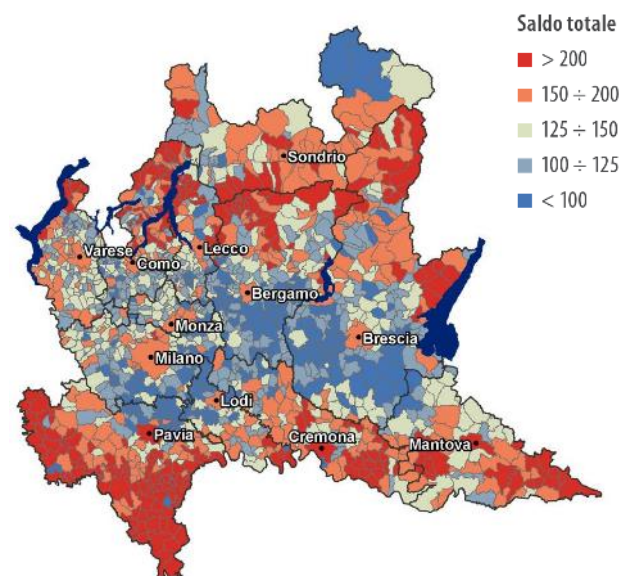 Saldo totale
> 200
150 ÷ 200
125 ÷ 150
100 ÷ 125
< 100
Sondrio
Varese
Como
Lecco
Bergamo
Monza
Brescia
Milano
Lodi
Pavia
Cremona
Mantova